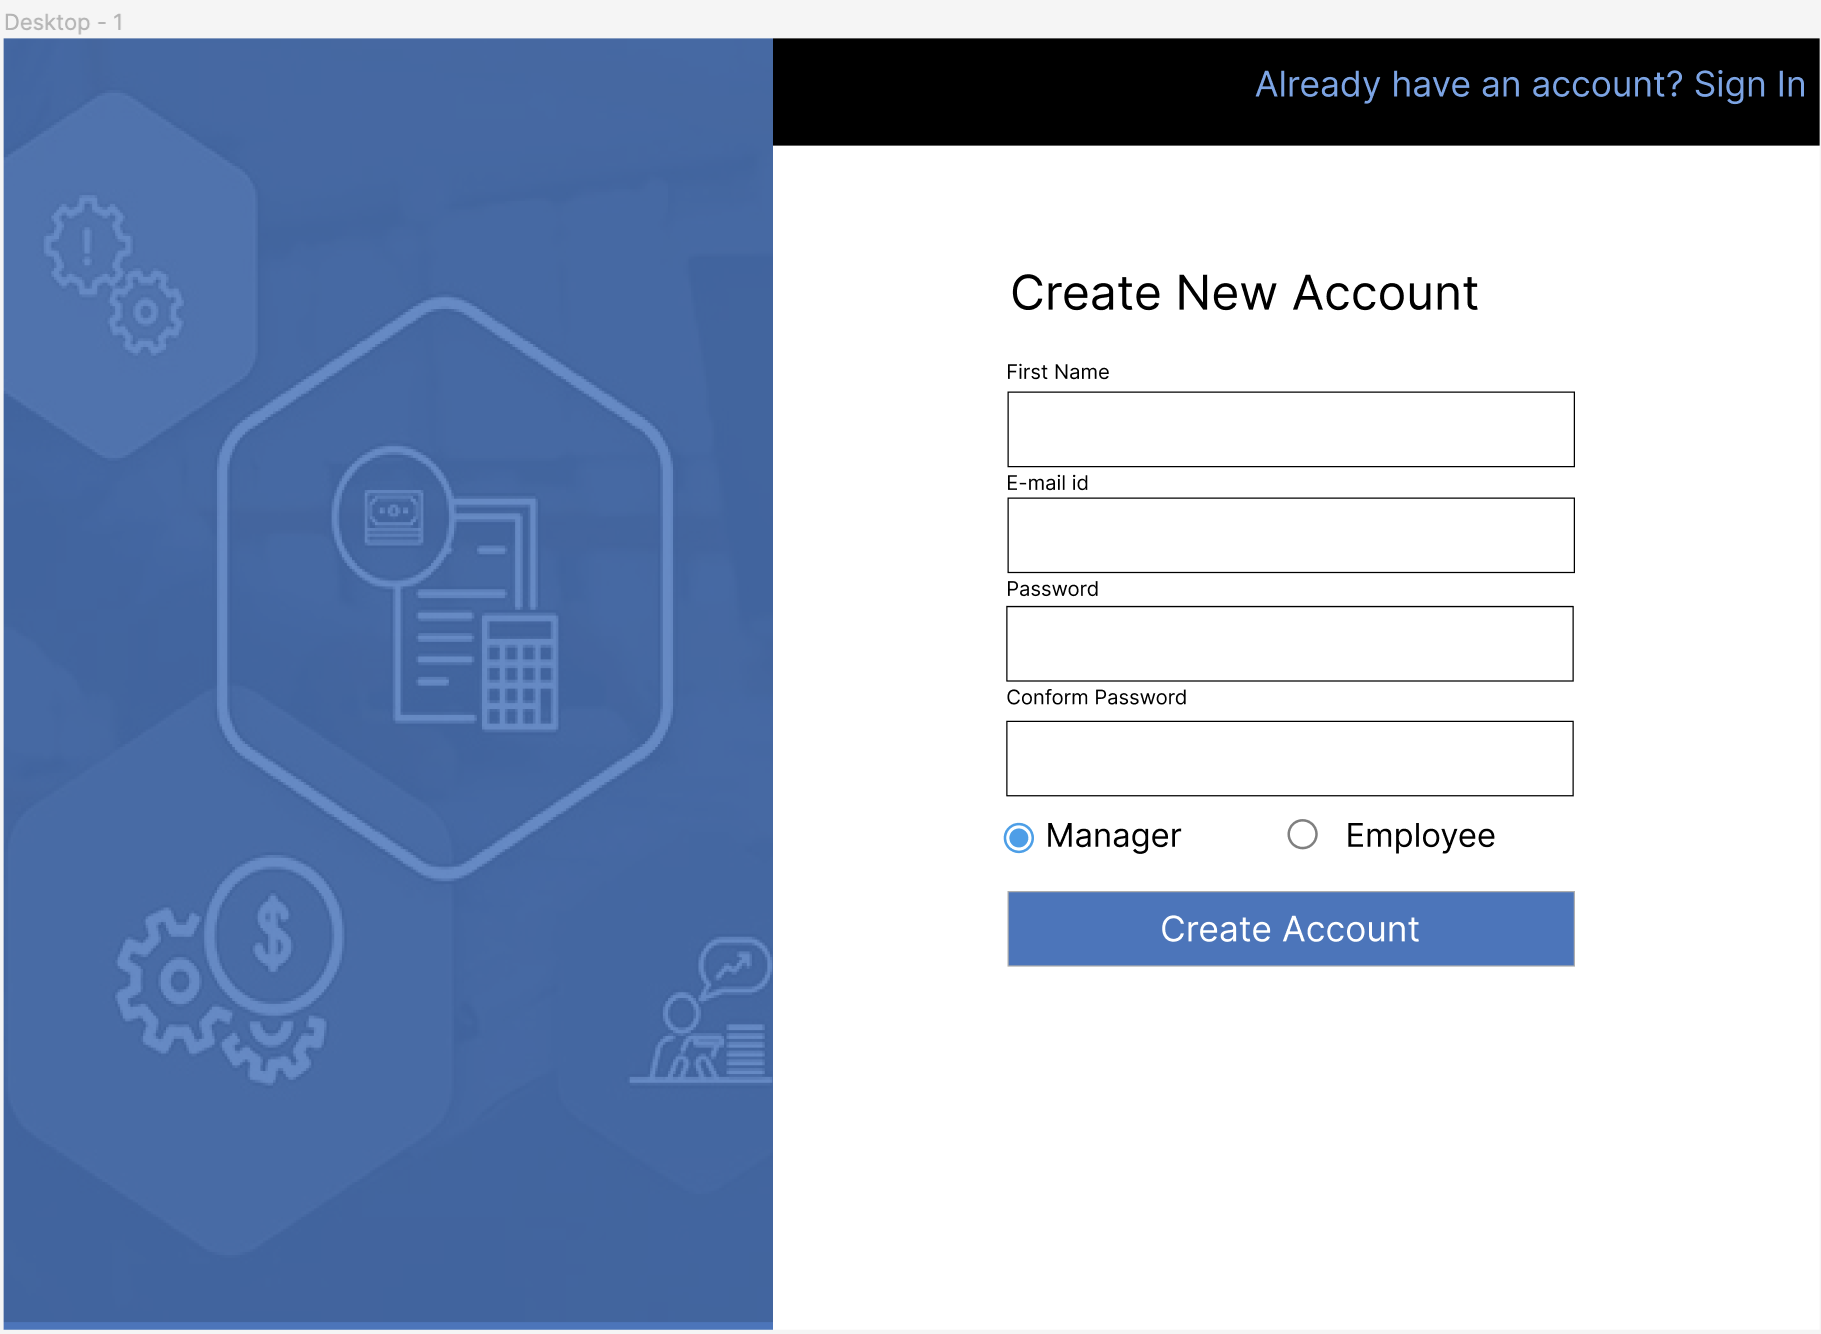 Desktop - 1
Already have an account? Sign In
Create New Account
First Name
E-mail id
Password
Conform Password
Manager
Employee
Create Account